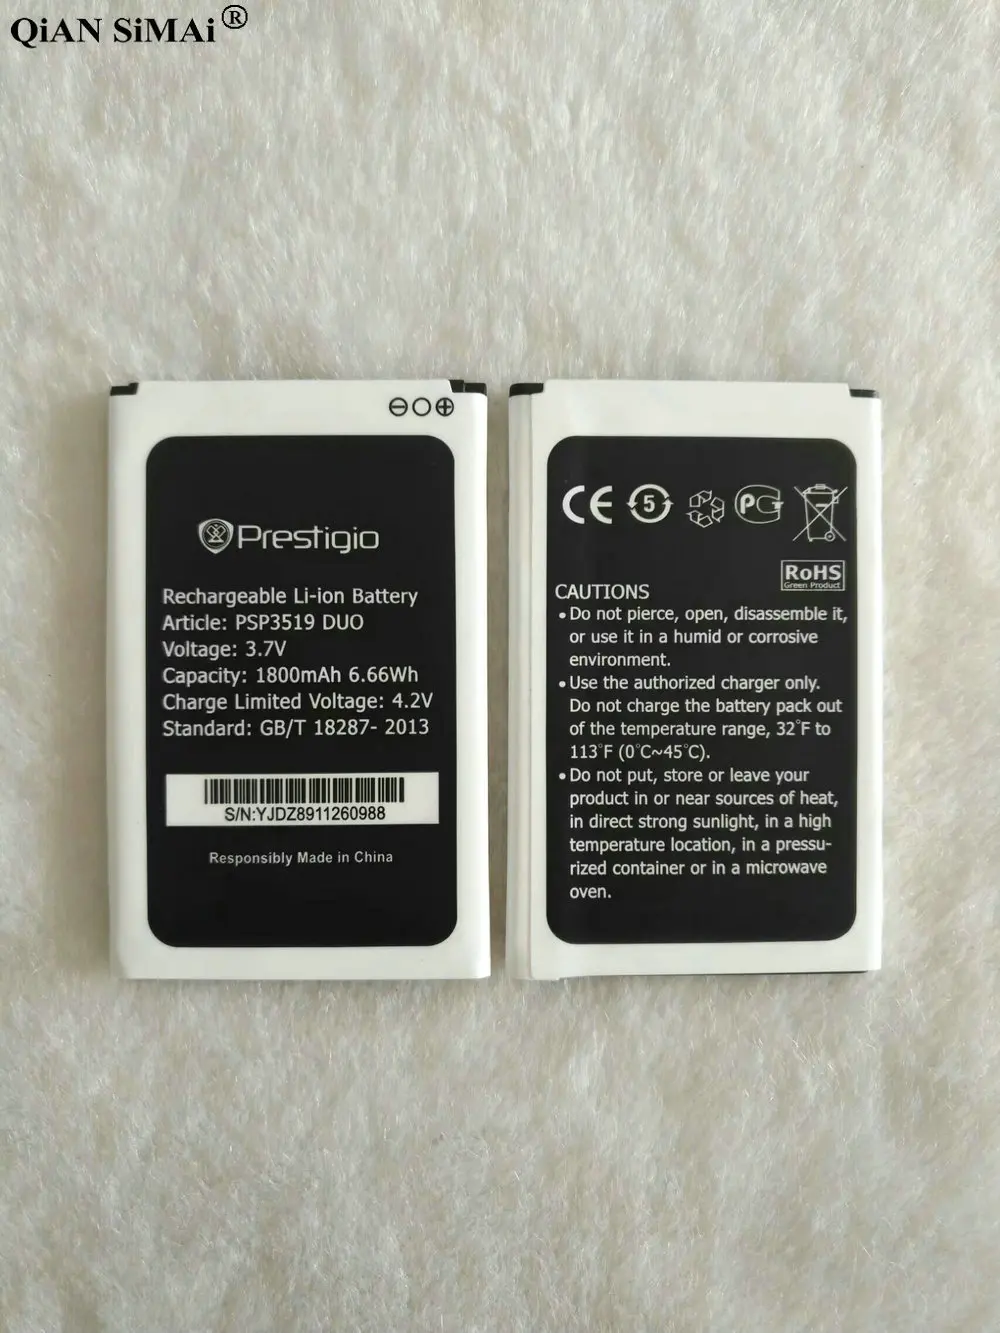 QiAN SiMAi®
Prestigio
Rechargeable Li-ion Battery
Article: PSP3519 DUO
Voltage: 3.7V
Capacity: 1800mAh 6.66Wh
Charge Limited Voltage: 4.2V
Standard: GB/T 18287- 2013
S/N:YJDZ8911260988
Responsibly Made in China
CE 5 PG
RoHS
Green Product
CAUTIONS
• Do not pierce, open, disassemble it,
or use it in a humid or corrosive
environment.
• Use the authorized charger only.
Do not charge the battery pack out
of the temperature range, 32°F to
113°F (0°C~45°C).
• Do not put, store or leave your
product in or near sources of heat,
in direct strong sunlight, in a high
temperature location, in a pressu-
rized container or in a microwave
oven.